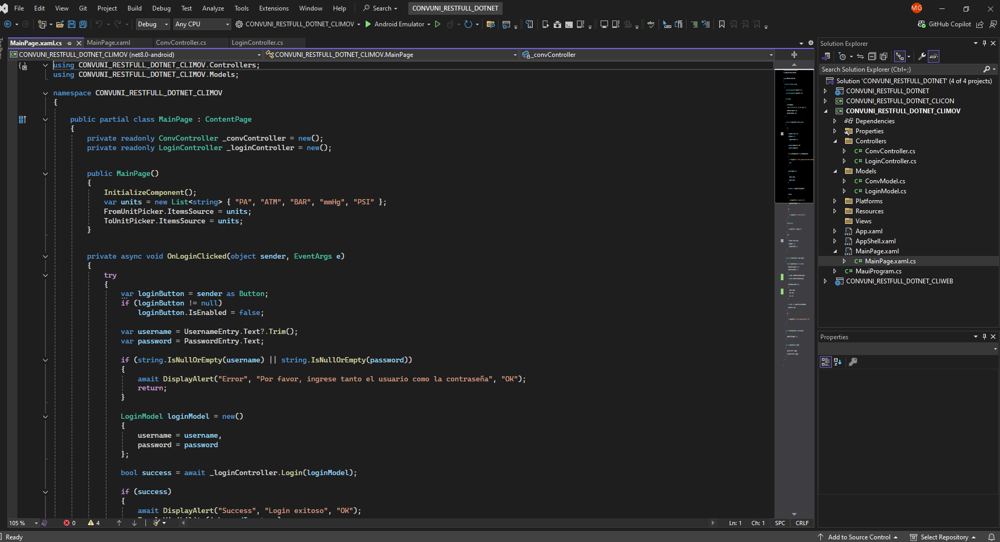 File Edit View Git Project Build Debug Test Analyze Tools Extensions Window Help Search CONVUNI_RESTFULL_DOTNET MG
Debug Any CPU CONVUNI_RESTFULL_DOTNET_CLIMOV Android Emulator GitHub Copilot
MainPage.xaml.cs MainPage.xaml ConvController.cs LoginController.cs
CONVUNI_RESTFULL_DOTNET_CLIMOV (net8.0-android) CONVUNI_RESTFULL_DOTNET_CLIMOV.MainPage _convController
using CONVUNI_RESTFULL_DOTNET_CLIMOV.Controllers;
using CONVUNI_RESTFULL_DOTNET_CLIMOV.Models;
namespace CONVUNI_RESTFULL_DOTNET_CLIMOV
{
public partial class MainPage : ContentPage
{
private readonly ConvController _convController = new();
private readonly LoginController _loginController = new();
public MainPage()
{
InitializeComponent();
var units = new List<string> { "PA", "ATM", "BAR", "mmHg", "PSI" };
FromUnitPicker.ItemsSource = units;
ToUnitPicker.ItemsSource = units;
}
private async void OnLoginClicked(object sender, EventArgs e)
{
try
{
var loginButton = sender as Button;
if (loginButton != null)
loginButton.IsEnabled = false;
var username = UsernameEntry.Text?.Trim();
var password = PasswordEntry.Text;
if (string.IsNullOrEmpty(username) || string.IsNullOrEmpty(password))
{
await DisplayAlert("Error", "Por favor, ingrese tanto el usuario como la contraseña", "OK");
return;
}
LoginModel loginModel = new()
{
username = username,
password = password
};
bool success = await _loginController.Login(loginModel);
if (success)
{
await DisplayAlert("Success", "Login exitoso", "OK");
105 % 0 4 Ln: 1 Ch: 1 SPC CRLF
Solution Explorer
Search Solution Explorer (Ctrl+;)
Solution 'CONVUNI_RESTFULL_DOTNET' (4 of 4 projects)
CONVUNI_RESTFULL_DOTNET
C# CONVUNI_RESTFULL_DOTNET_CLICON
C# CONVUNI_RESTFULL_DOTNET_CLIMOV
Dependencies
Properties
Controllers
C# ConvController.cs
C# LoginController.cs
Models
C# ConvModel.cs
C# LoginModel.cs
Platforms
Resources
Views
App.xaml
AppShell.xaml
MainPage.xaml
C# MainPage.xaml.cs
C# MauiProgram.cs
CONVUNI_RESTFULL_DOTNET_CLIWEB
Properties
Ready Add to Source Control Select Repository